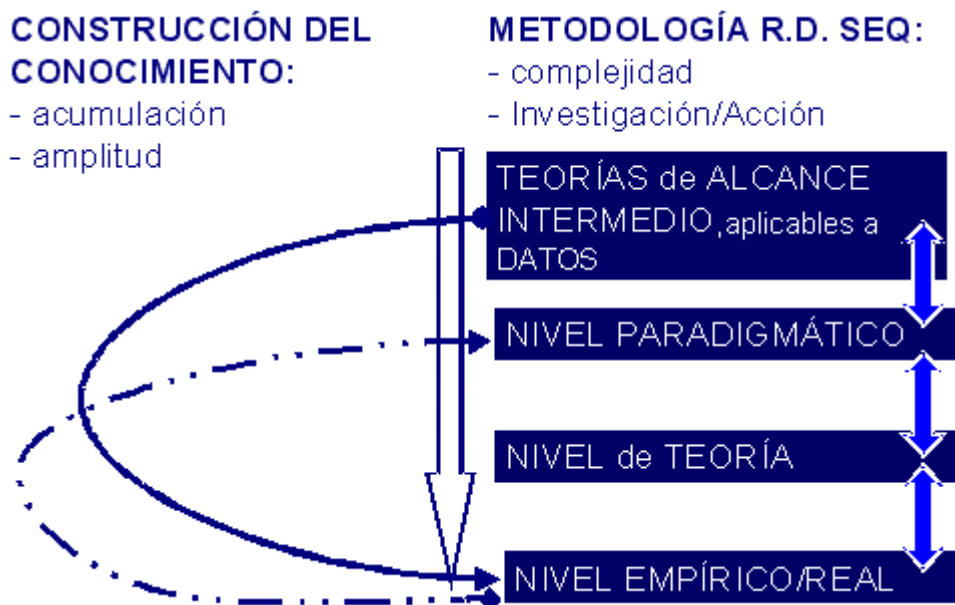 CONSTRUCCIÓN DEL
CONOCIMIENTO:
- acumulación
- amplitud
METODOLOGÍA R.D. SEQ:
- complejidad
- Investigación/Acción
TEORÍAS de ALCANCE
INTERMEDIO, aplicables a
DATOS
NIVEL PARADIGMÁTICO
NIVEL de TEORÍA
NIVEL EMPÍRICO/REAL